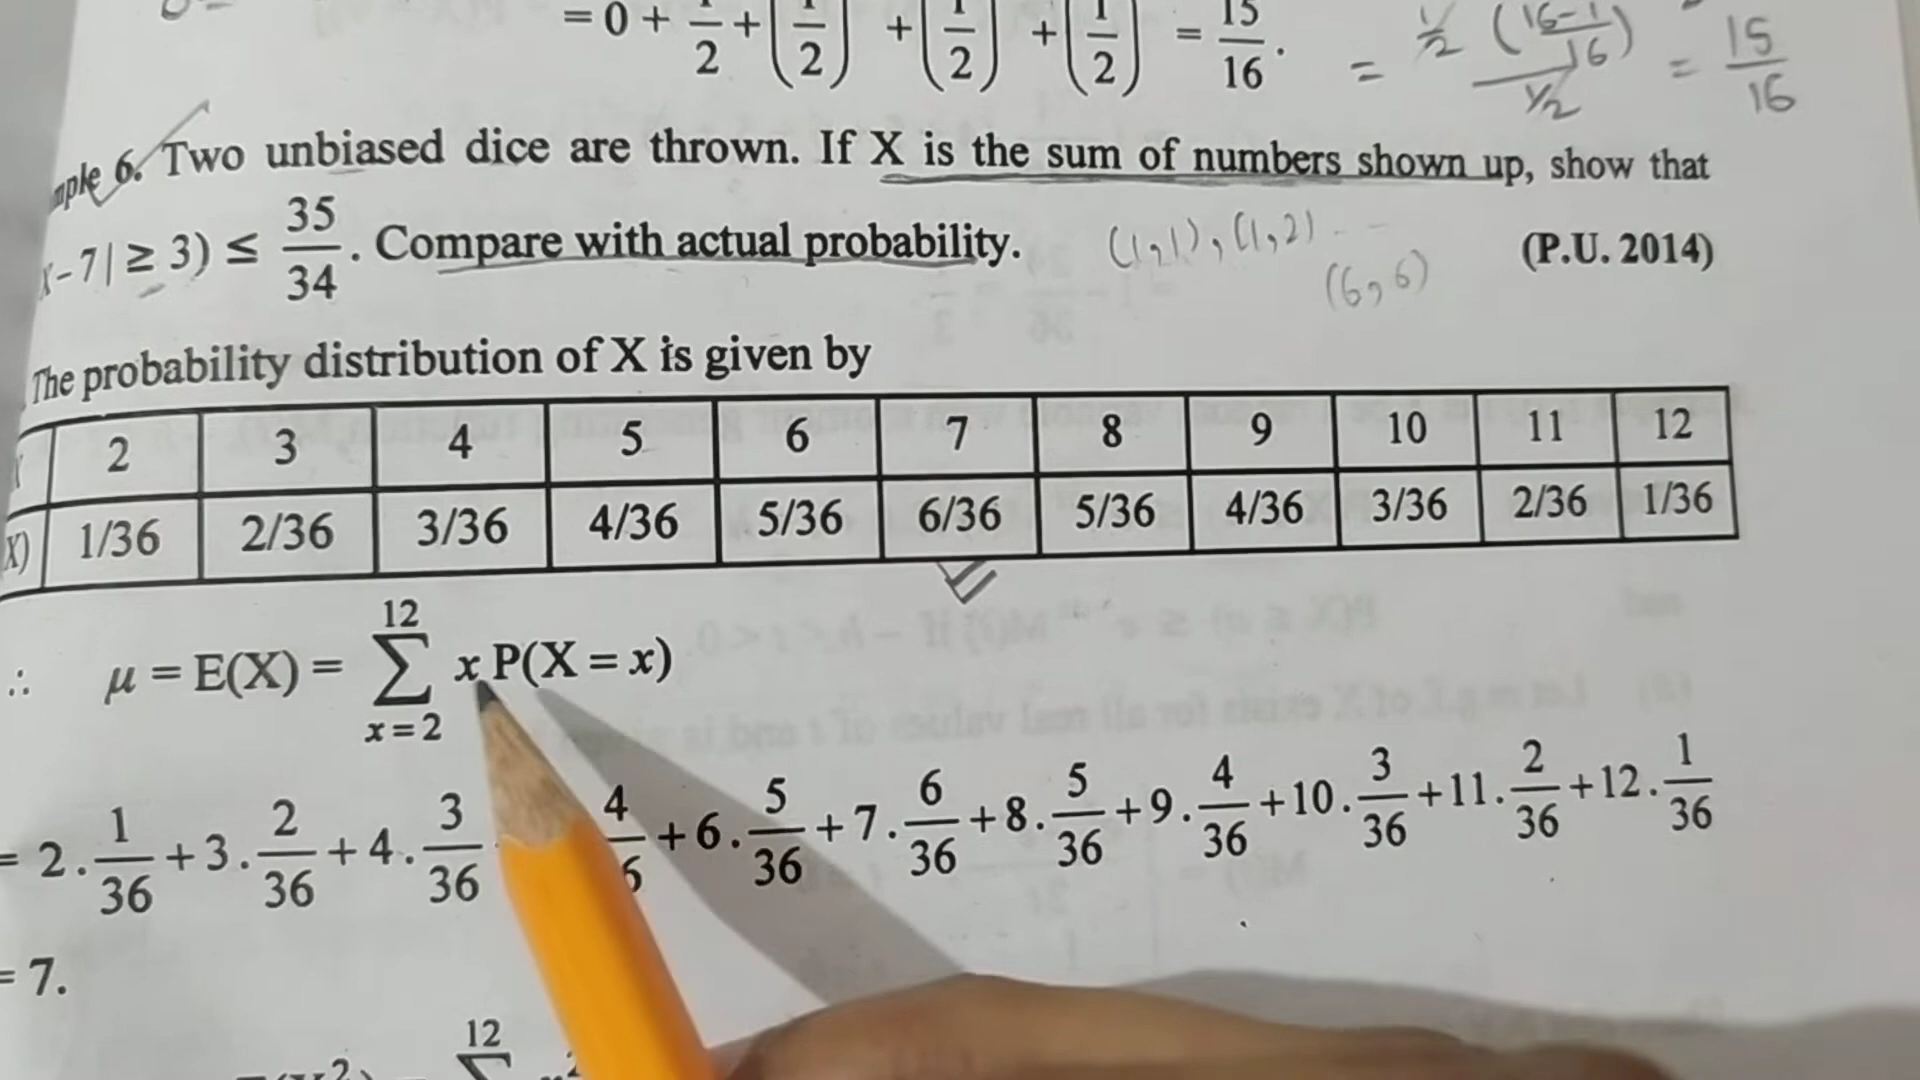 = 0 + 1/2 + (1/2) + (1/2) + (1/2) = 15/16. = 1/2 (16-1/16) / 1/2 = 15/16
mple 6. Two unbiased dice are thrown. If X is the sum of numbers shown up, show that
X – 7 | ≥ 3) ≤ 35/34. Compare with actual probability. (1,1), (1,2) -- (P.U. 2014)
(6,6)
The probability distribution of X is given by
2 3 4 5 6 7 8 9 10 11 12
X) 1/36 2/36 3/36 4/36 5/36 6/36 5/36 4/36 3/36 2/36 1/36
12
∴ μ = E(X) = Σ x P(X = x)
x = 2
= 2 . 1/36 + 3 . 2/36 + 4 . 3/36 4/6 + 6 . 5/36 + 7 . 6/36 + 8 . 5/36 + 9 . 4/36 + 10 . 3/36 + 11 . 2/36 + 12 . 1/36
= 7.
12